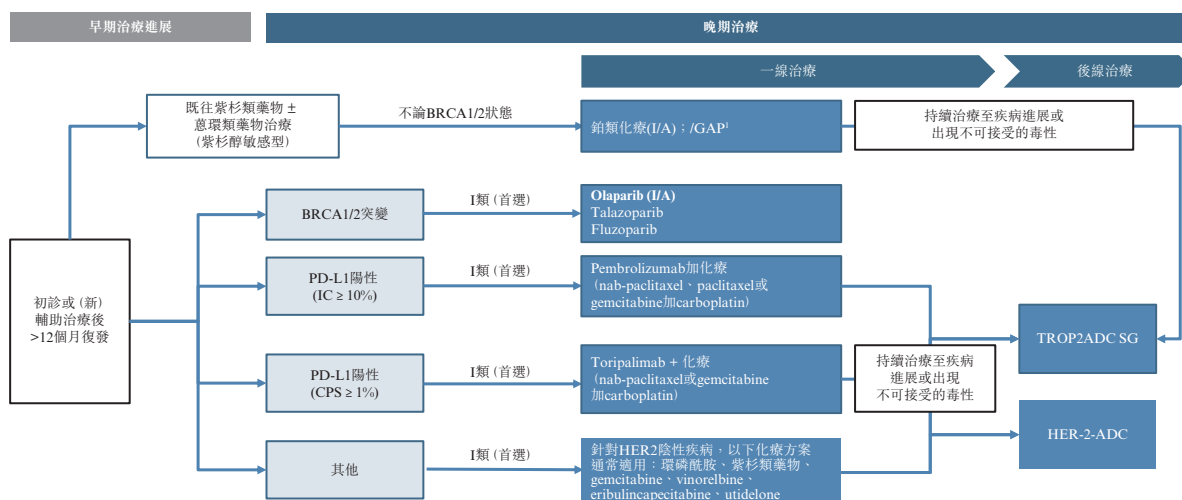 早期治療進展
晚期治療
一線治療
後線治療
既往紫杉類藥物 ±
蒽環類藥物治療
(紫杉醇敏感型)
不論BRCA1/2狀態
鉑類化療(I/A)；/GAP¹
持續治療至疾病進展或
出現不可接受的毒性
初診或 (新)
輔助治療後
>12個月復發
BRCA1/2突變
I類 (首選)
Olaparib (I/A)
Talazoparib
Fluzoparib
PD-L1陽性
(IC ≥ 10%)
I類 (首選)
Pembrolizumab加化療
(nab-paclitaxel、paclitaxel或
gemcitabine加carboplatin)
TROP2ADC SG
PD-L1陽性
(CPS ≥ 1%)
I類 (首選)
Toripalimab + 化療
(nab-paclitaxel或gemcitabine
加carboplatin)
持續治療至疾病
進展或出現
不可接受的毒性
HER-2-ADC
其他
I類 (首選)
針對HER2陰性疾病，以下化療方案
通常適用：環磷酰胺、紫杉類藥物、
gemcitabine、vinorelbine、
eribulincapecitabine、utidelone